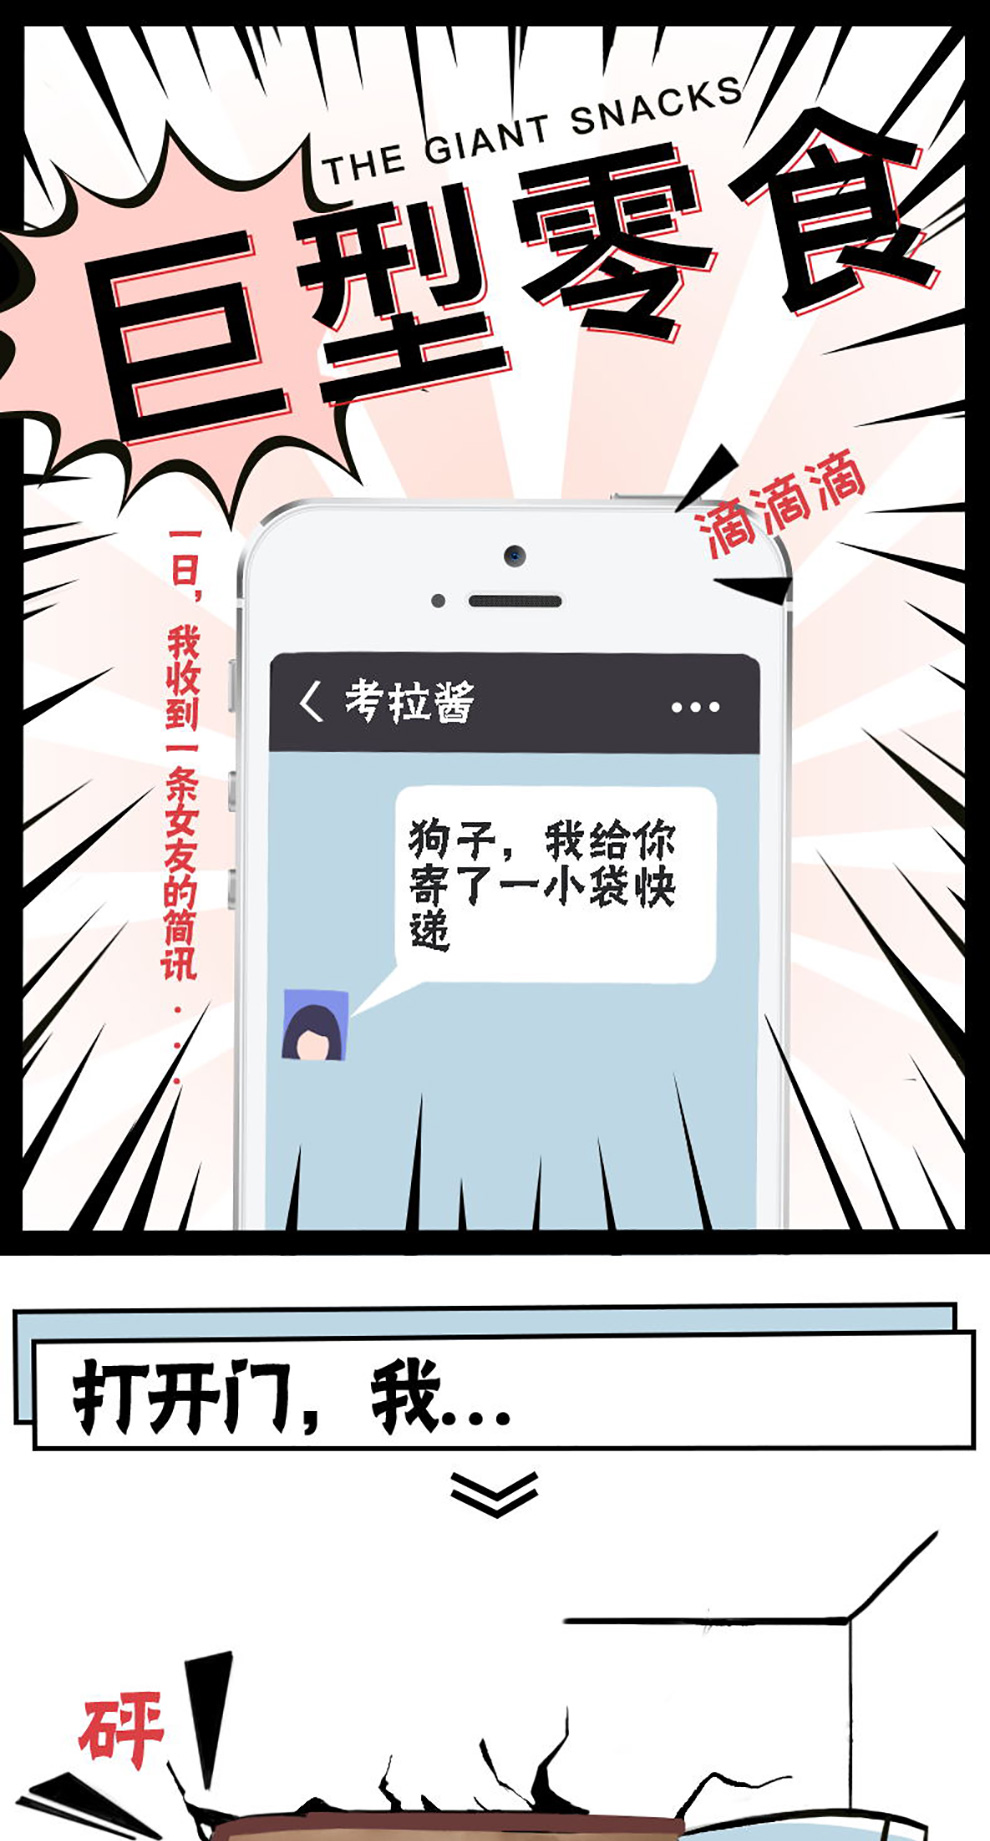 THE GIANT SNACKS
巨型零食
滴滴滴
一日，我收到一条女友的简讯...
考拉酱
狗子，我给你
寄了一小袋快
递
打开门，我...
砰